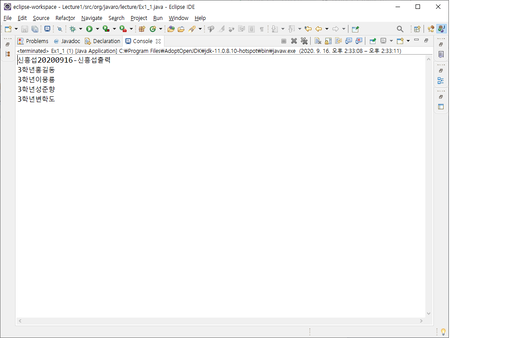 eclipse-workspace - Lecture1/src/org/javaro/lecture/Ex1_1.java - Eclipse IDE
File Edit Source Refactor Navigate Search Project Run Window Help
Problems Javadoc Declaration Console
<terminated> Ex1_1 (1) [Java Application] C:₩Program Files₩AdoptOpenJDK₩jdk-11.0.8.10-hotspot₩bin₩javaw.exe (2020. 9. 16. 오후 2:33:08 – 오후 2:33:11)
신흥섭20200916-신흥섭출력
3학년홍길동
3학년이몽룡
3학년성준향
3학년변학도